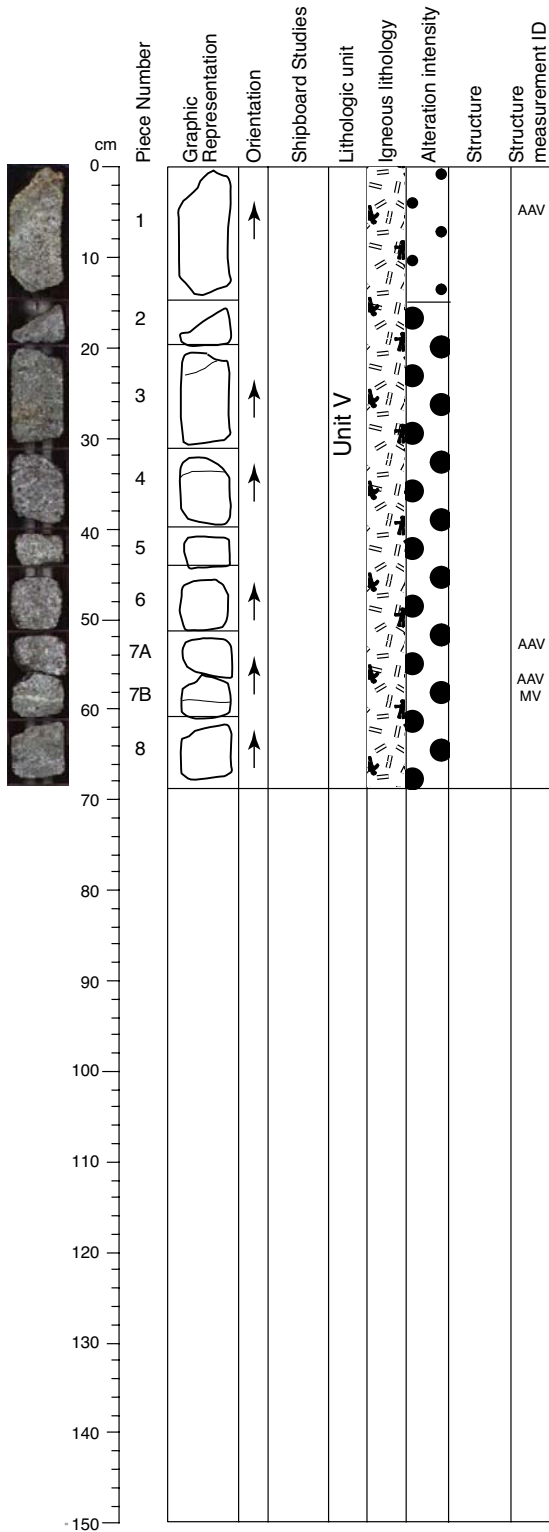 cm
Piece Number
Graphic
Representation
Orientation
Shipboard Studies
Lithologic unit
Igneous lithology
Alteration intensity
Structure
Structure
measurement ID
0
10
20
30
40
50
60
70
80
90
100
110
120
130
140
150
1
2
3
4
5
6
7A
7B
8
Unit V
AAV
AAV
AAV
MV